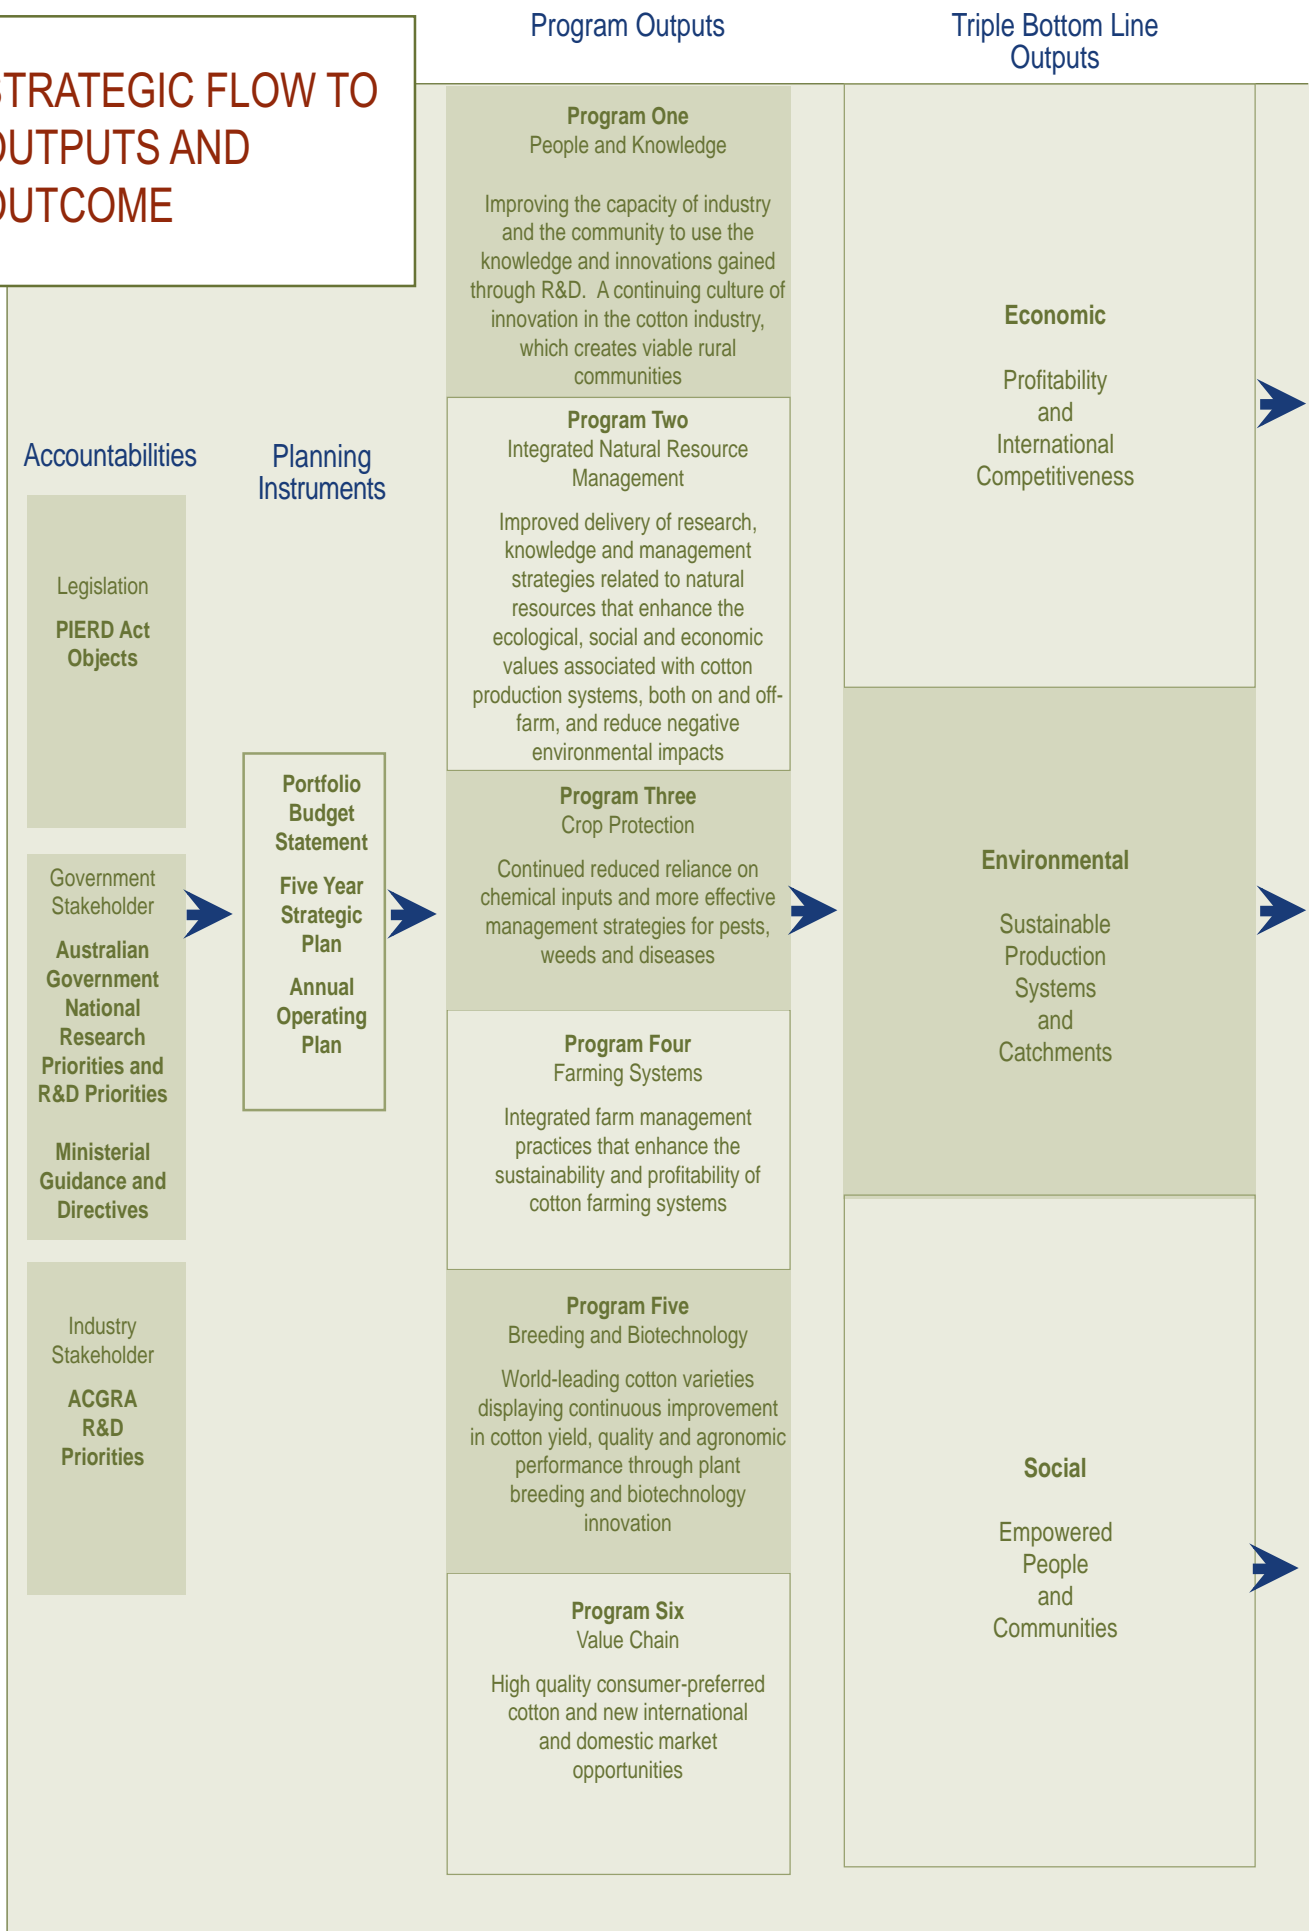 STRATEGIC FLOW TO
OUTPUTS AND
OUTCOME
Accountabilities
Legislation
PIERD Act
Objects
Government
Stakeholder
Australian
Government
National
Research
Priorities and
R&D Priorities
Ministerial
Guidance and
Directives
Industry
Stakeholder
ACGRA
R&D
Priorities
Planning
Instruments
Portfolio
Budget
Statement
Five Year
Strategic
Plan
Annual
Operating
Plan
Program Outputs
Program One
People and Knowledge
Improving the capacity of industry
and the community to use the
knowledge and innovations gained
through R&D. A continuing culture of
innovation in the cotton industry,
which creates viable rural
communities
Program Two
Integrated Natural Resource
Management
Improved delivery of research,
knowledge and management
strategies related to natural
resources that enhance the
ecological, social and economic
values associated with cotton
production systems, both on and off-
farm, and reduce negative
environmental impacts
Program Three
Crop Protection
Continued reduced reliance on
chemical inputs and more effective
management strategies for pests,
weeds and diseases
Program Four
Farming Systems
Integrated farm management
practices that enhance the
sustainability and profitability of
cotton farming systems
Program Five
Breeding and Biotechnology
World-leading cotton varieties
displaying continuous improvement
in cotton yield, quality and agronomic
performance through plant
breeding and biotechnology
innovation
Program Six
Value Chain
High quality consumer-preferred
cotton and new international
and domestic market
opportunities
Triple Bottom Line
Outputs
Economic
Profitability
and
International
Competitiveness
Environmental
Sustainable
Production
Systems
and
Catchments
Social
Empowered
People
and
Communities